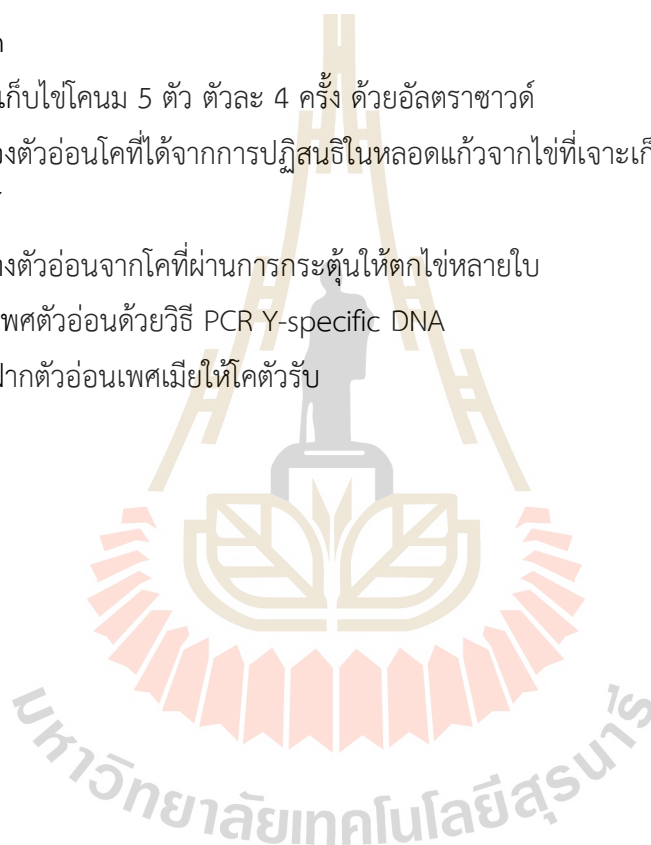 เก็บไข่โคนม 5 ตัว ตัวละ 4 ครั้ง ด้วยอัลตราซาวด์
องตัวอ่อนโคที่ได้จากการปฏิสนธิในหลอดแก้วจากไข่ที่เจาะเก็
างตัวอ่อนจากโคที่ผ่านการกระตุ้นให้ตกไข่หลายใบ
เพศตัวอ่อนด้วยวิธี PCR Y-specific DNA
ฝากตัวอ่อนเพศเมียให้โคตัวรับ
มหาวิทยาลัยเทคโนโลยีสุรนารี